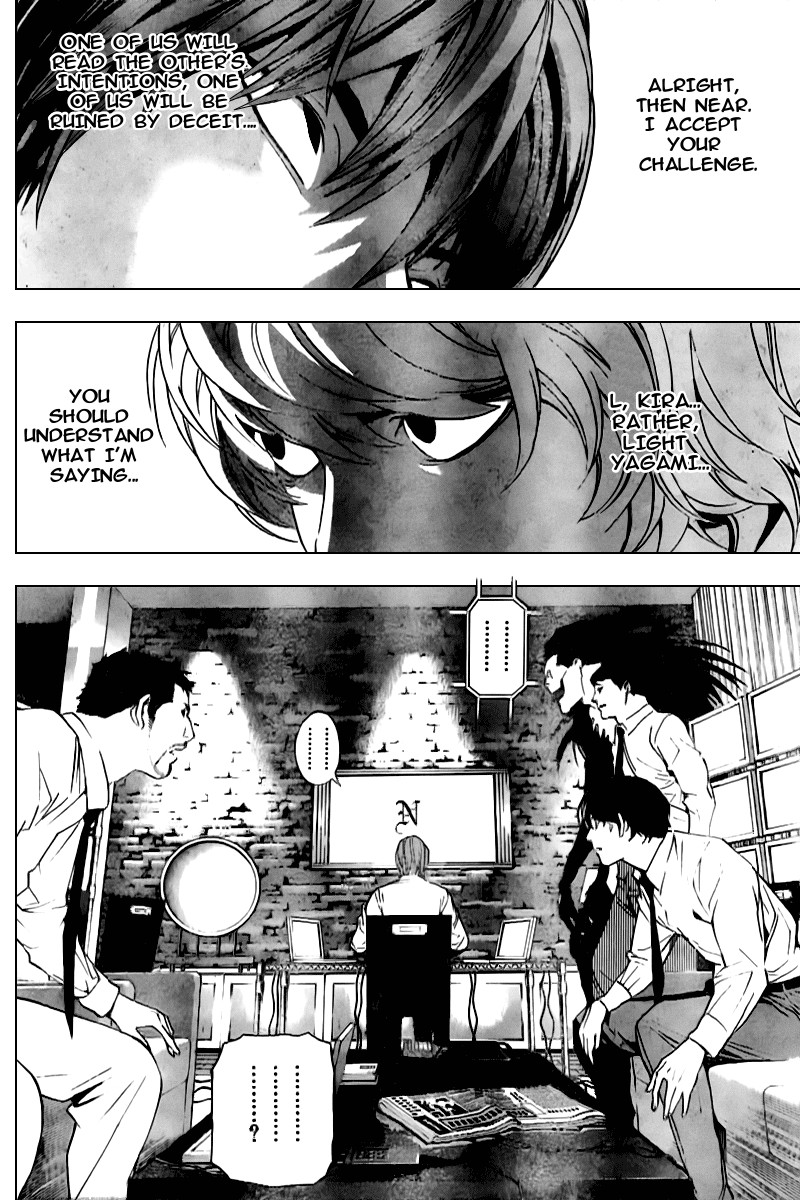 ALRIGHT,
THEN NEAR.
I ACCEPT
YOUR
CHALLENGE.
ONE OF US WILL
READ THE OTHER'S
INTENTIONS, ONE
OF US WILL BE
RUINED BY DECEIT....
L, KIRA...
RATHER,
LIGHT
YAGAMI...
YOU
SHOULD
UNDERSTAND
WHAT I'M
SAYING...
.........
.........
N
.........
.........
.........?